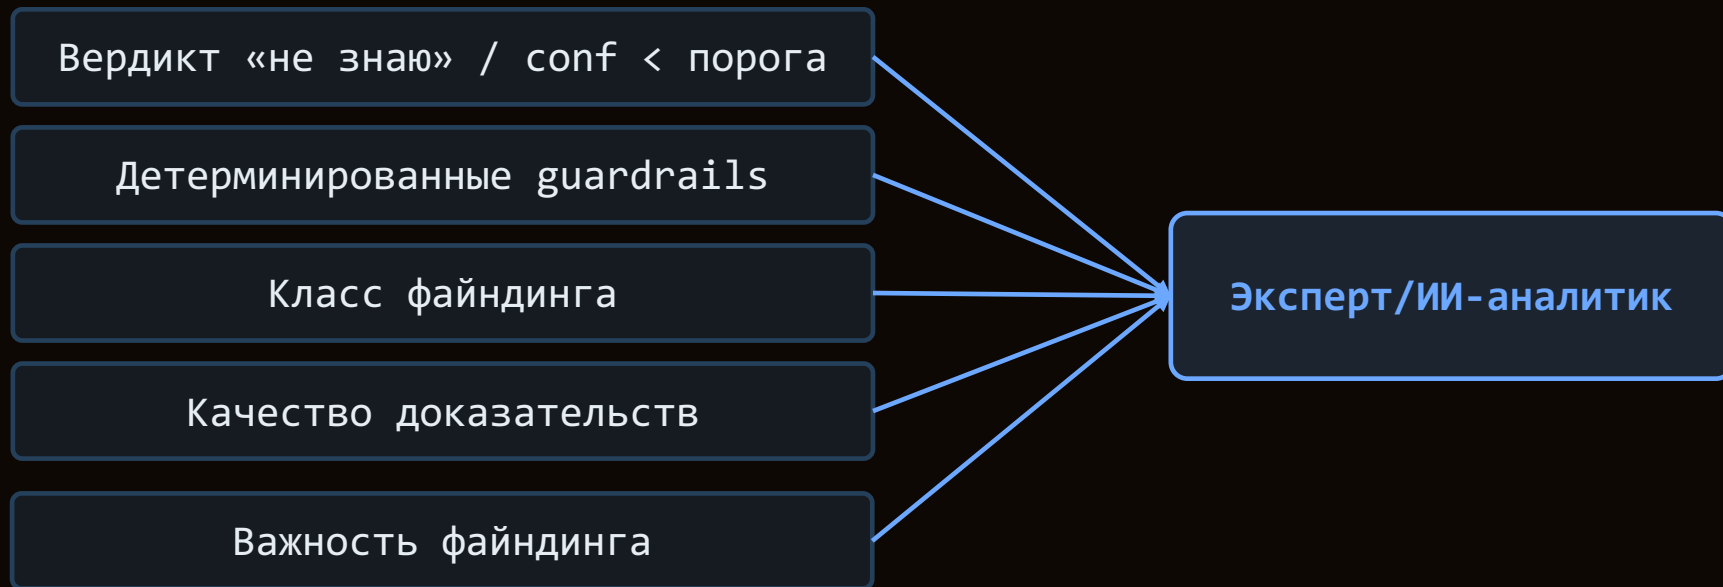 Вердикт «не знаю» / conf < порога
Детерминированные guardrails
Класс файндинга
Качество доказательств
Важность файндинга
Эксперт/ИИ-аналитик